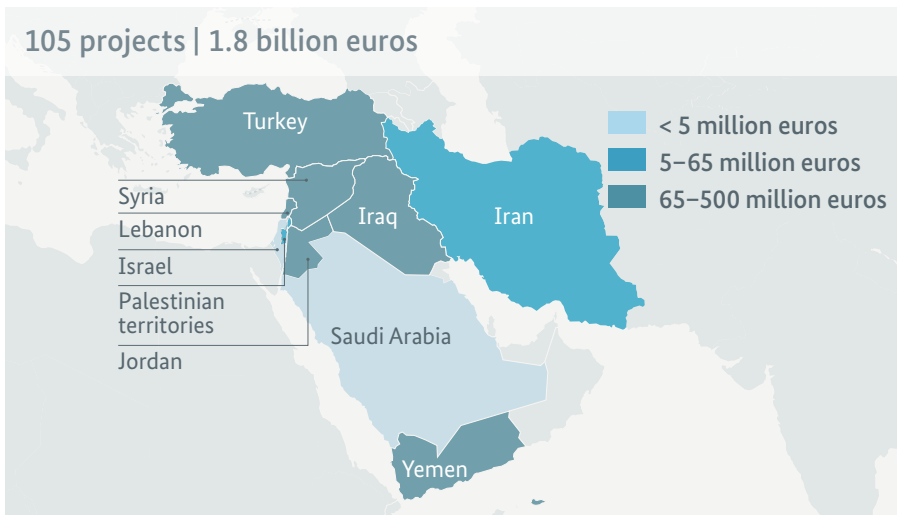 105 projects | 1.8 billion euros
Turkey
< 5 million euros
5–65 million euros
65–500 million euros
Syria
Lebanon
Israel
Palestinian
territories
Jordan
Iraq
Iran
Saudi Arabia
Yemen